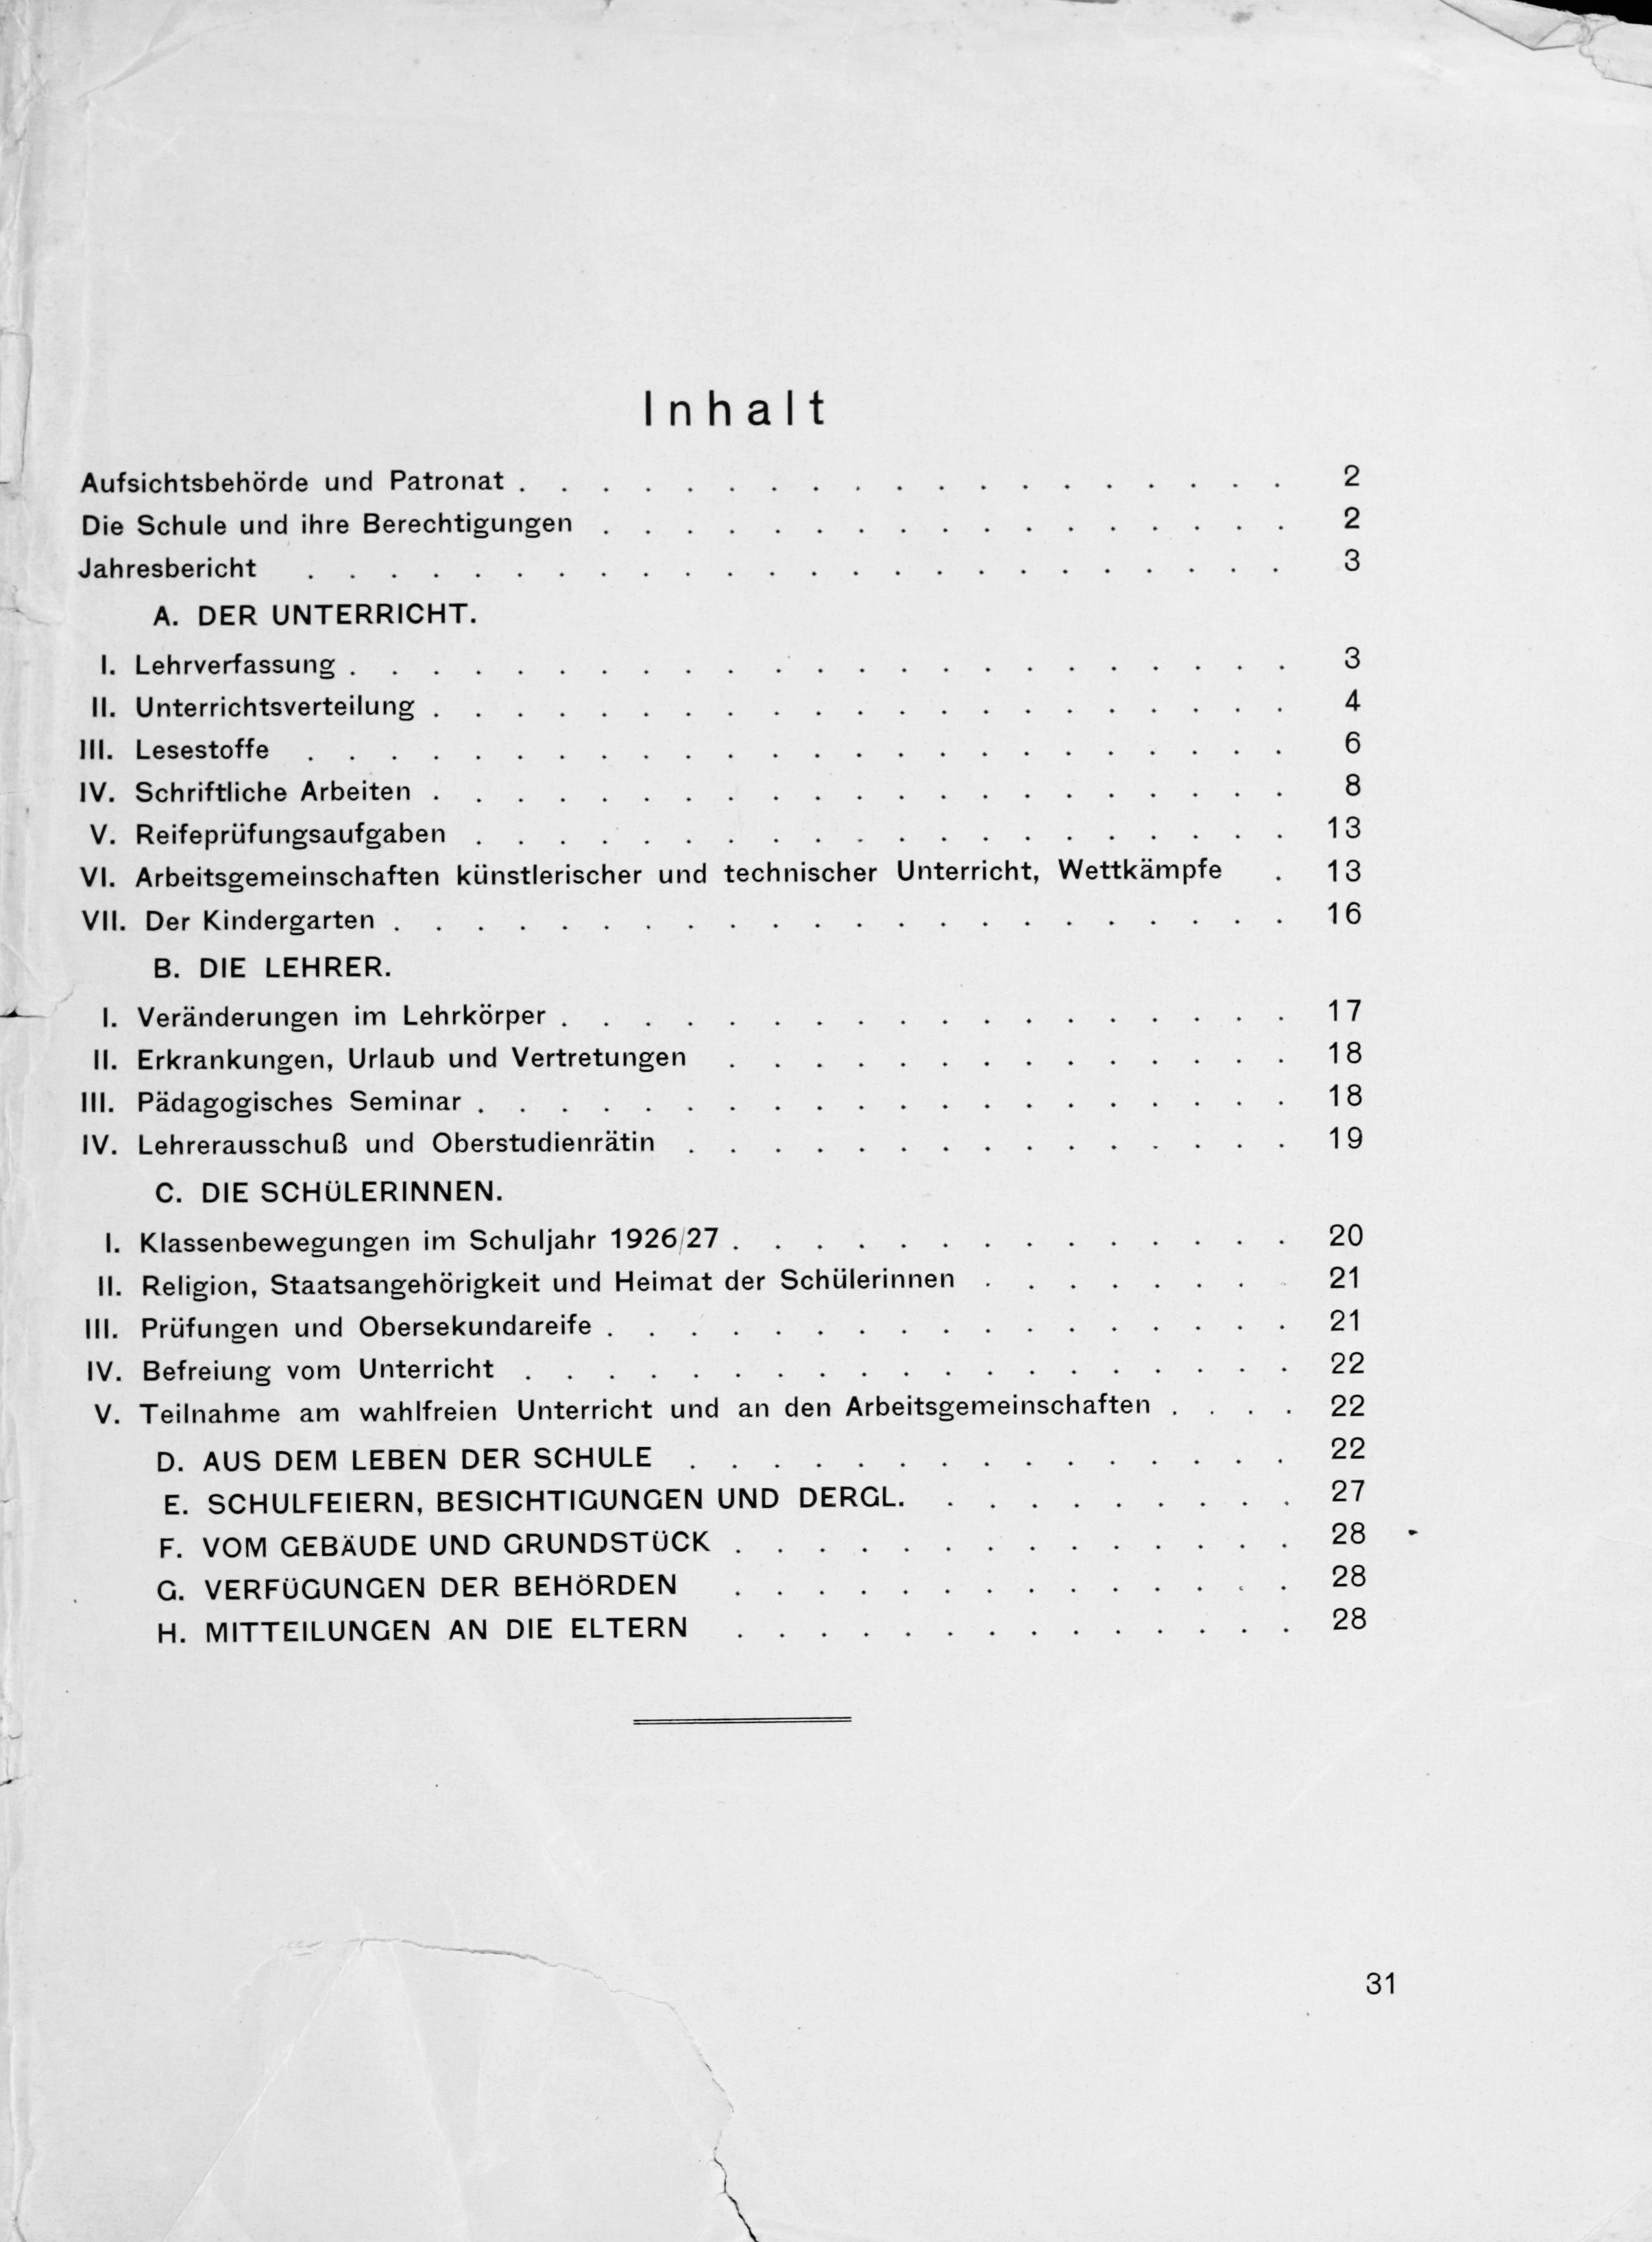 Inhalt
Aufsichtsbehörde und Patronat . . . . . . . . . . . . . . . . . . . 2
Die Schule und ihre Berechtigungen . . . . . . . . . . . . . . . . . 2
Jahresbericht . . . . . . . . . . . . . . . . . . . . . . . . 3
A. DER UNTERRICHT.
I. Lehrverfassung . . . . . . . . . . . . . . . . . . . . . . . 3
II. Unterrichtsverteilung . . . . . . . . . . . . . . . . . . . . . 4
III. Lesestoffe . . . . . . . . . . . . . . . . . . . . . . . . 6
IV. Schriftliche Arbeiten . . . . . . . . . . . . . . . . . . . . . 8
V. Reifeprüfungsaufgaben . . . . . . . . . . . . . . . . . . . . 13
VI. Arbeitsgemeinschaften künstlerischer und technischer Unterricht, Wettkämpfe . 13
VII. Der Kindergarten . . . . . . . . . . . . . . . . . . . . . . 16
B. DIE LEHRER.
I. Veränderungen im Lehrkörper . . . . . . . . . . . . . . . . . . 17
II. Erkrankungen, Urlaub und Vertretungen . . . . . . . . . . . . . . 18
III. Pädagogisches Seminar . . . . . . . . . . . . . . . . . . . . 18
IV. Lehrerausschuß und Oberstudienrätin . . . . . . . . . . . . . . . 19
C. DIE SCHÜLERINNEN.
I. Klassenbewegungen im Schuljahr 1926/27 . . . . . . . . . . . . . . 20
II. Religion, Staatsangehörigkeit und Heimat der Schülerinnen . . . . . . . . 21
III. Prüfungen und Obersekundareife . . . . . . . . . . . . . . . . . 21
IV. Befreiung vom Unterricht . . . . . . . . . . . . . . . . . . . 22
V. Teilnahme am wahlfreien Unterricht und an den Arbeitsgemeinschaften . . . . 22
D. AUS DEM LEBEN DER SCHULE . . . . . . . . . . . . . . . 22
E. SCHULFEIERN, BESICHTIGUNGEN UND DERGL. . . . . . . . . . 27
F. VOM GEBÄUDE UND GRUNDSTÜCK . . . . . . . . . . . . . . 28
G. VERFÜGUNGEN DER BEHÖRDEN . . . . . . . . . . . . . . 28
H. MITTEILUNGEN AN DIE ELTERN . . . . . . . . . . . . . . 28
31